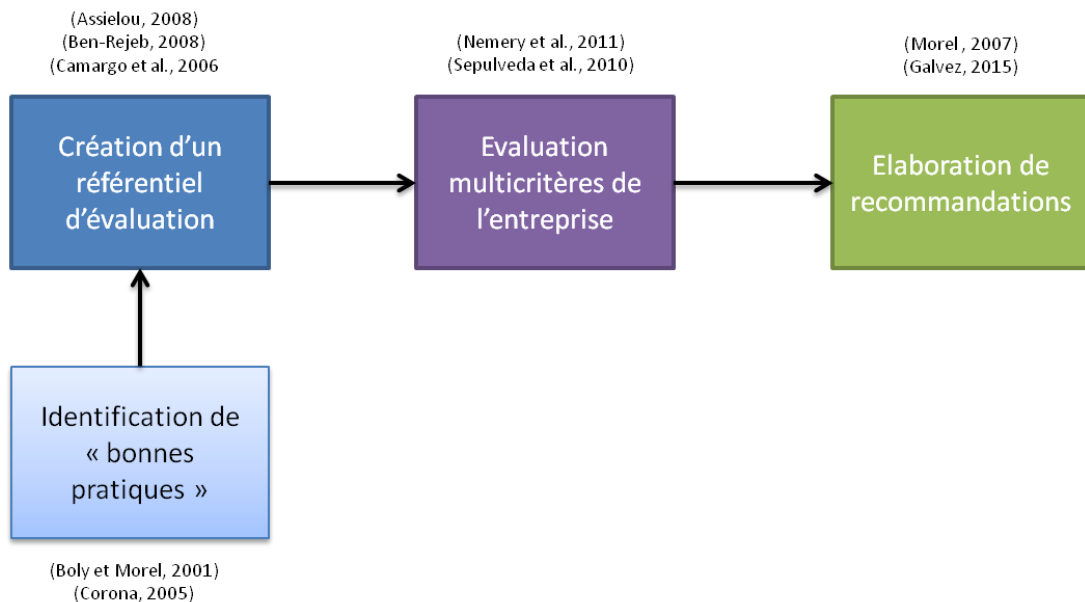 (Assielou, 2008)
(Ben-Rejeb, 2008)
(Camargo et al., 2006
Création d'un
référentiel
d'évaluation
(Nemery et al., 2011)
(Sepulveda et al., 2010)
Evaluation
multicritères de
l'entreprise
(Morel , 2007)
(Galvez, 2015)
Elaboration de
recommandations
Identification de
« bonnes
pratiques »
(Boly et Morel, 2001)
(Corona, 2005)